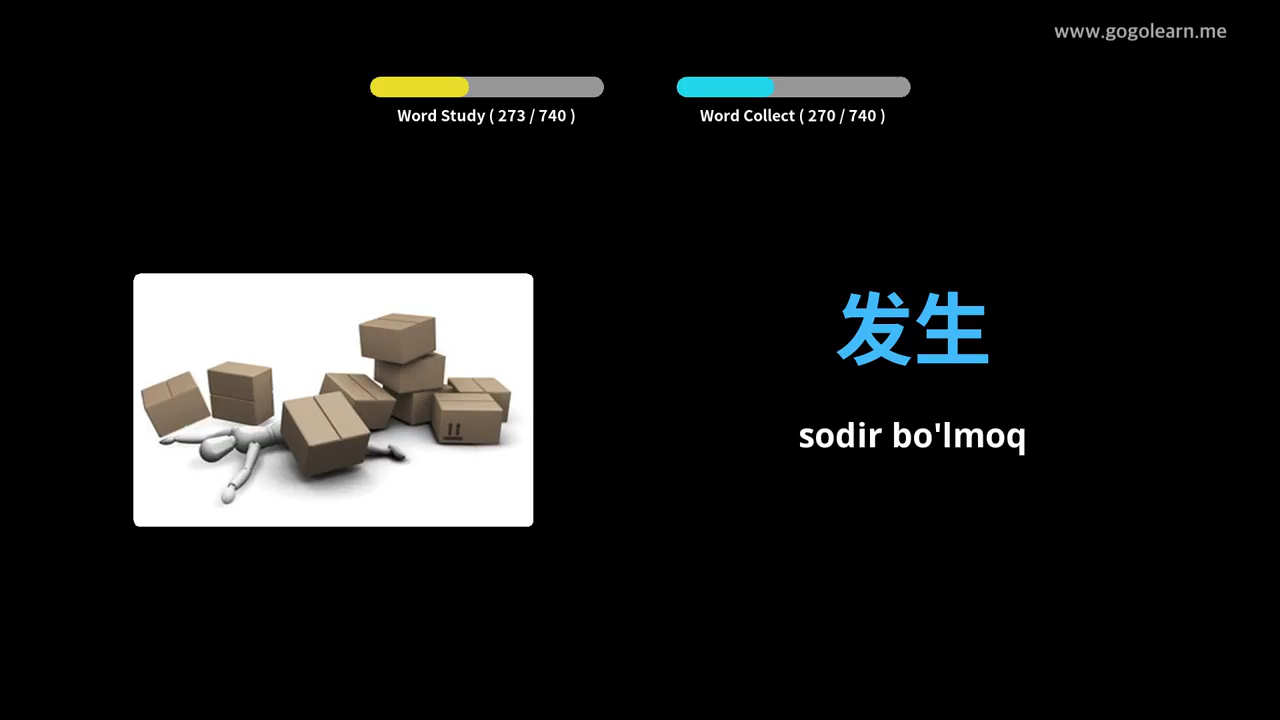 www.gogolearn.me
Word Study ( 273 / 740 )
Word Collect ( 270 / 740 )
发生
sodir bo'lmoq